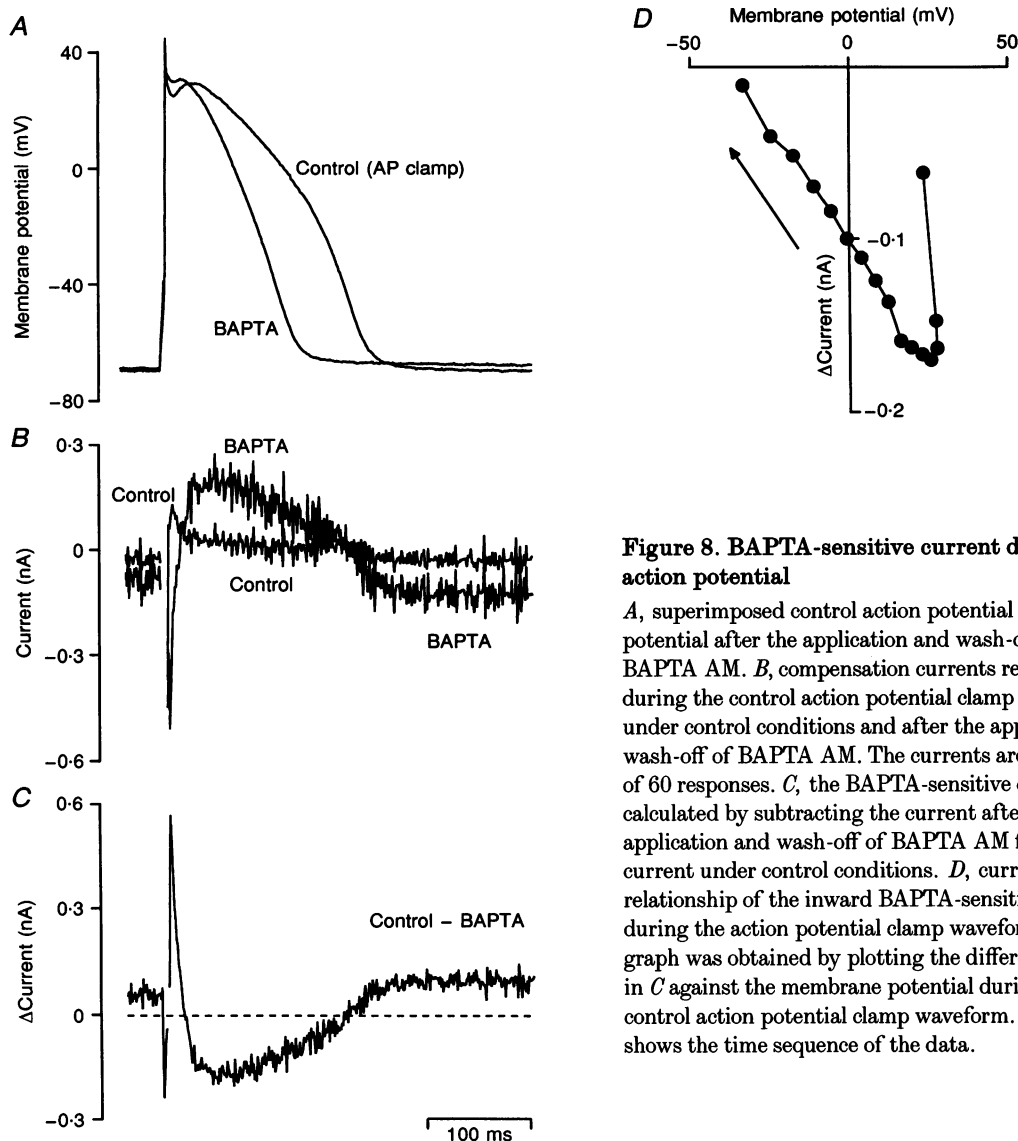 A
40
0
−40
−80
Membrane potential (mV)
Control (AP clamp)
BAPTA
B
0·3
0
−0·3
−0·6
Current (nA)
BAPTA
Control
Control
BAPTA
C
0·6
0·3
0
−0·3
ΔCurrent (nA)
Control – BAPTA
100 ms
D
Membrane potential (mV)
−50
0
50
−0·1
−0·2
ΔCurrent (nA)
Figure 8. BAPTA-sensitive current d
action potential
A, superimposed control action potential
potential after the application and wash-o
BAPTA AM. B, compensation currents re
during the control action potential clamp
under control conditions and after the app
wash-off of BAPTA AM. The currents are
of 60 responses. C, the BAPTA-sensitive
calculated by subtracting the current afte
application and wash-off of BAPTA AM f
current under control conditions. D, curr
relationship of the inward BAPTA-sensiti
during the action potential clamp wavefor
graph was obtained by plotting the differ
in C against the membrane potential duri
control action potential clamp waveform.
shows the time sequence of the data.